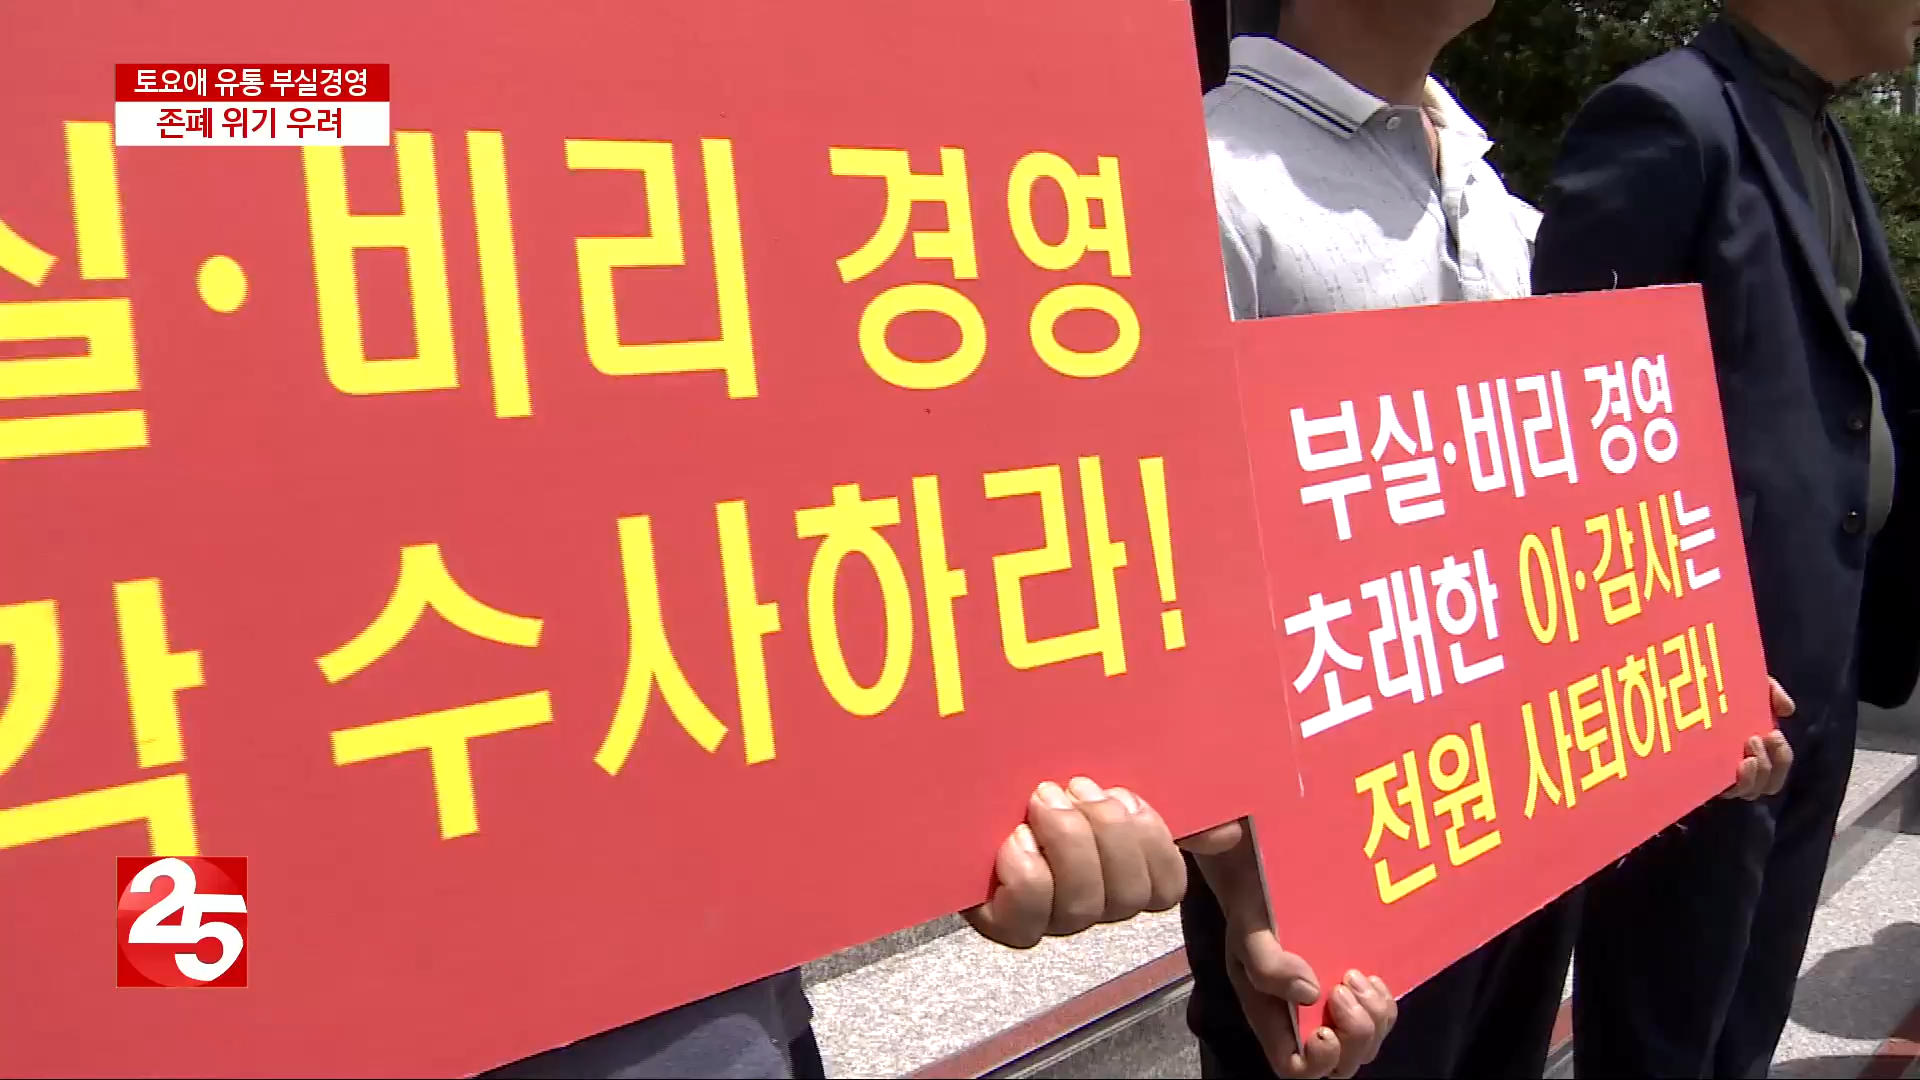 토요애 유통 부실경영
존폐 위기 우려
실·비리 경영
각 수사하라!
부실·비리 경영
초래한 이·감사는
전원 사퇴하라!
25